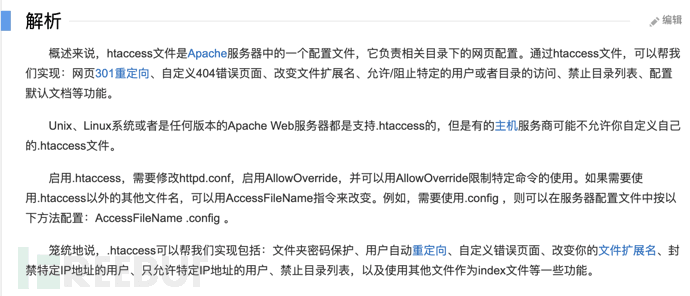 解析
编辑
概述来说，htaccess文件是Apache服务器中的一个配置文件，它负责相关目录下的网页配置。通过htaccess文件，可以帮我
们实现：网页301重定向、自定义404错误页面、改变文件扩展名、允许/阻止特定的用户或者目录的访问、禁止目录列表、配置
默认文档等功能。
Unix、Linux系统或者是任何版本的Apache Web服务器都是支持.htaccess的，但是有的主机服务商可能不允许你自定义自己
的.htaccess文件。
启用.htaccess，需要修改httpd.conf，启用AllowOverride，并可以用AllowOverride限制特定命令的使用。如果需要使
用.htaccess以外的其他文件名，可以用AccessFileName指令来改变。例如，需要使用.config ，则可以在服务器配置文件中按以
下方法配置：AccessFileName .config 。
笼统地说，.htaccess可以帮我们实现包括：文件夹密码保护、用户自动重定向、自定义错误页面、改变你的文件扩展名、封
禁特定IP地址的用户、只允许特定IP地址的用户、禁止目录列表，以及使用其他文件作为index文件等一些功能。
REEBUF